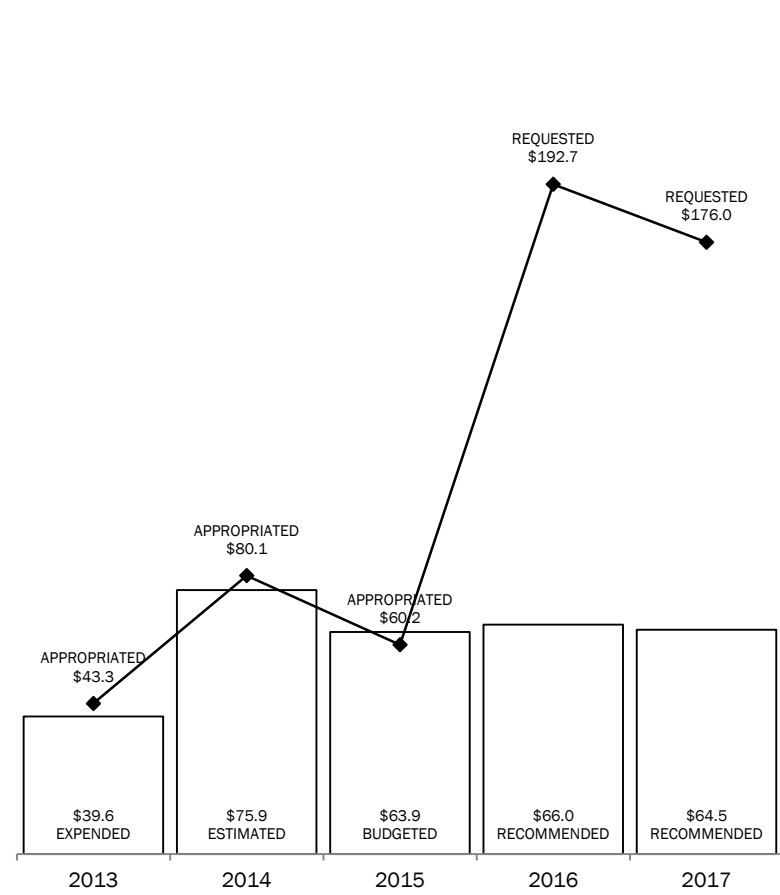 REQUESTED
$192.7
REQUESTED
$176.0
APPROPRIATED
$80.1
APPROPRIATED
$60.2
APPROPRIATED
$43.3
$39.6
EXPENDED
$75.9
ESTIMATED
$63.9
BUDGETED
$66.0
RECOMMENDED
$64.5
RECOMMENDED
2013
2014
2015
2016
2017